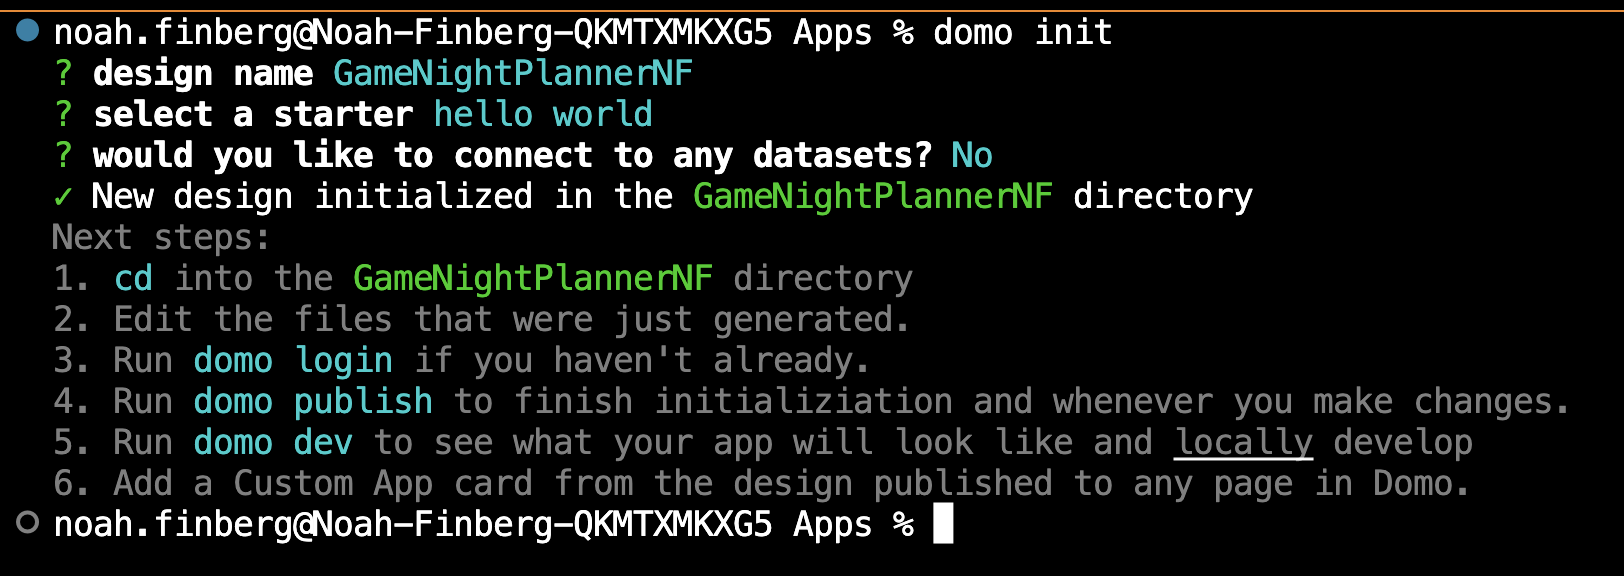 noah.finberg@Noah-Finberg-QKMTXMKXG5 Apps % domo init
? design name GameNightPlannerNF
? select a starter hello world
? would you like to connect to any datasets? No
✓ New design initialized in the GameNightPlannerNF directory
Next steps:
1. cd into the GameNightPlannerNF directory
2. Edit the files that were just generated.
3. Run domo login if you haven't already.
4. Run domo publish to finish initializiation and whenever you make changes.
5. Run domo dev to see what your app will look like and locally develop
6. Add a Custom App card from the design published to any page in Domo.
noah.finberg@Noah-Finberg-QKMTXMKXG5 Apps %